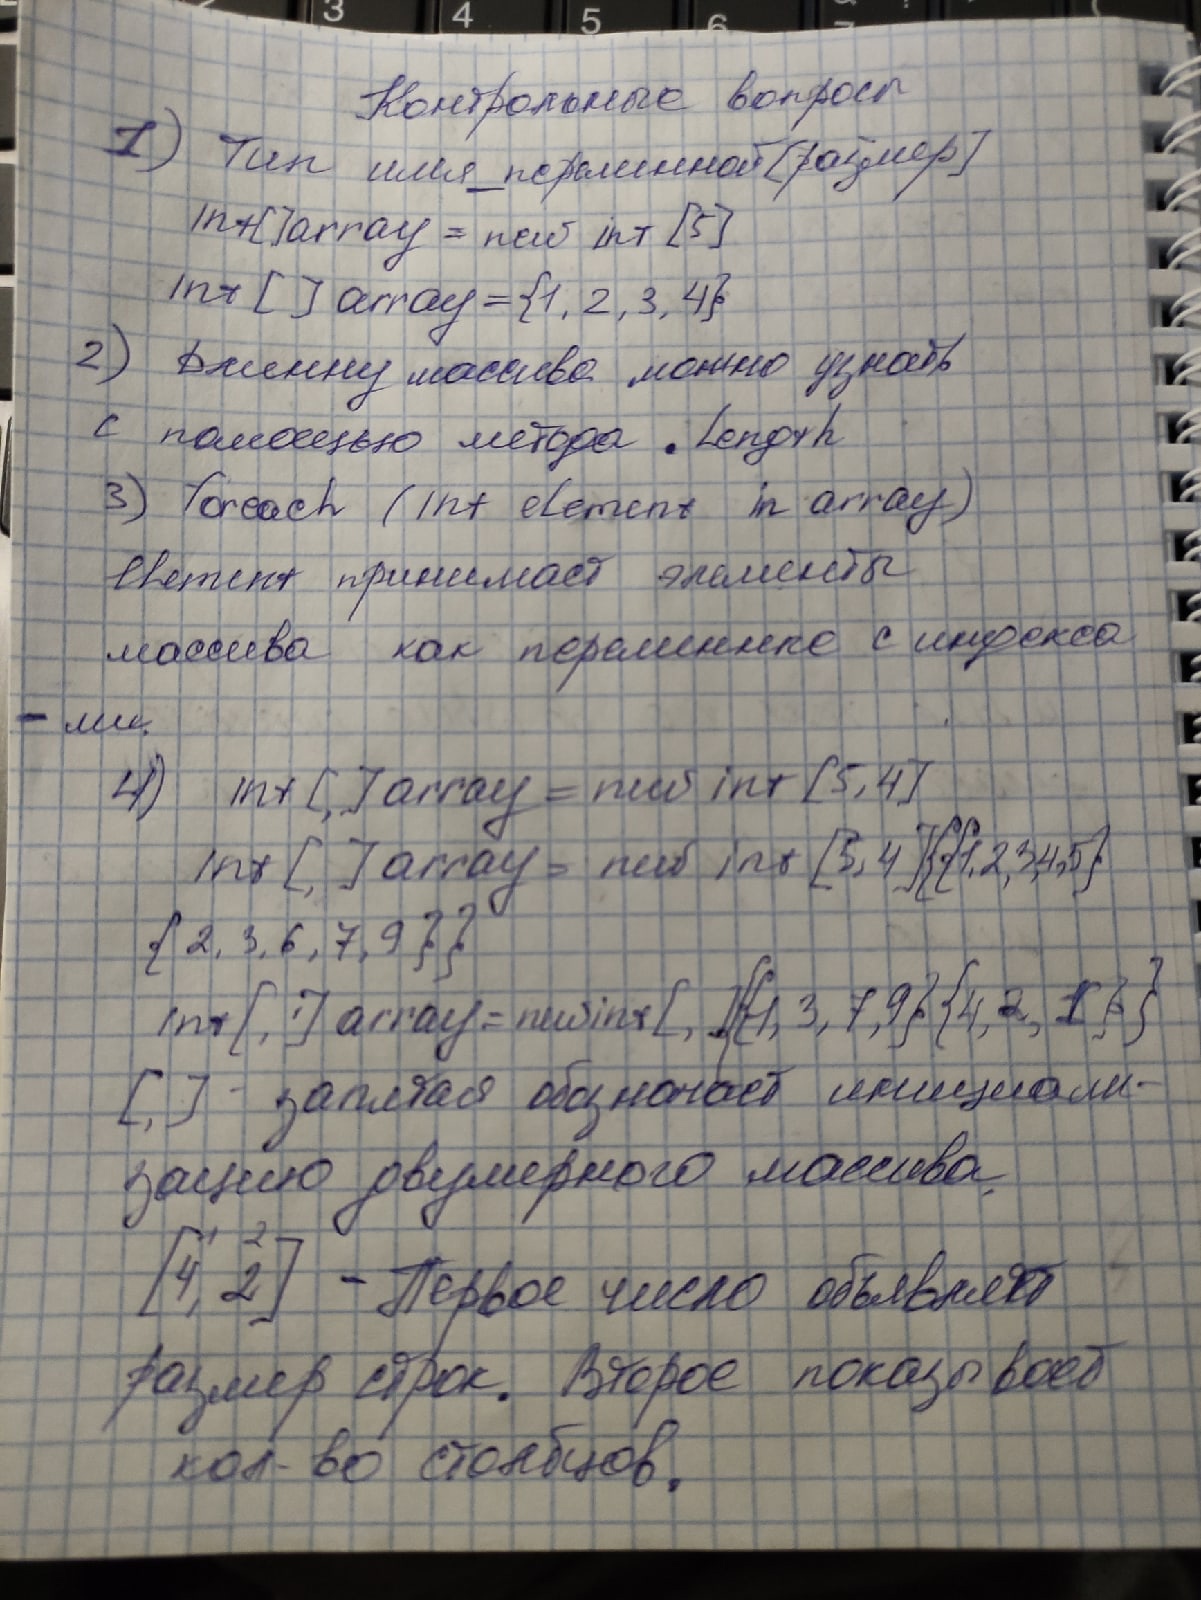 3 4 5 6
Контрольные вопросы
1) Тип имя_переменной[размер]
int[]array = new int [5]
int [ ] array = {1, 2, 3, 4}
2) Длинну массива можно узнать
с помощью метода .Length
3) foreach (int element in array)
Element принимает элементы
массива как переменные с индекса
- ми.
4) int [,] array = new int [5,4]
int [,] array = new int [5,4]{{1,2,3,4,5}
{2, 3, 6, 7, 9}}
int [, ] array = new int [, ]{{1, 3, 7, 9}{4, 2, 1}}
[,] - запятая обозначает инициали-
зацию двумерного массива.
1 2
[4, 2] - Первое число объявляет
размер строк. Второе показывает
кол-во столбцов.